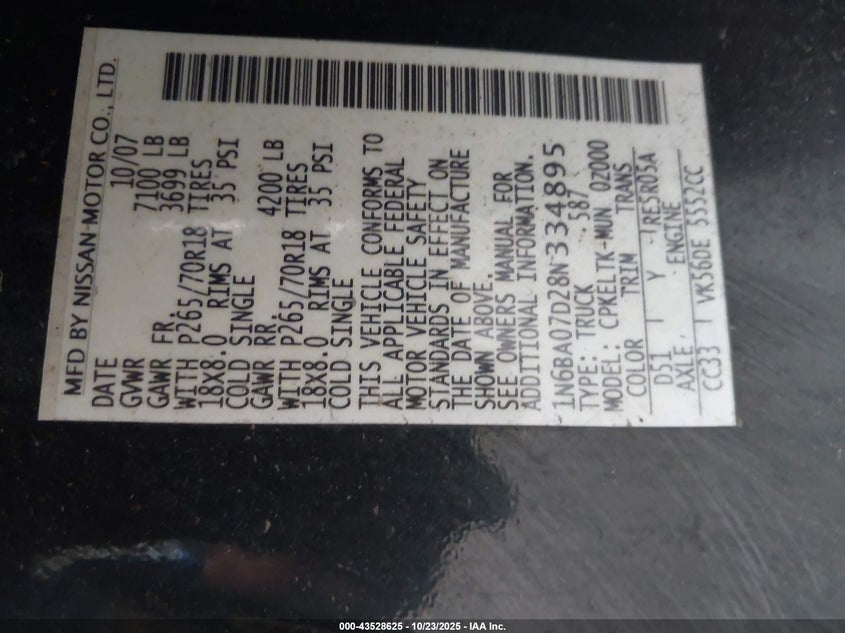 MFD BY NISSAN MOTOR CO., LTD.
DATE 10/07
GVWR 7100 LB
GAWR FR. 3699 LB
WITH P265/70R18 TIRES
18X8.0 RIMS AT 35 PSI
COLD SINGLE
GAWR RR. 4200 LB
WITH P265/70R18 TIRES
18X8.0 RIMS AT 35 PSI
COLD SINGLE
THIS VEHICLE CONFORMS TO
ALL APPLICABLE FEDERAL
MOTOR VEHICLE SAFETY
STANDARDS IN EFFECT ON
THE DATE OF MANUFACTURE
SHOWN ABOVE.
SEE OWNERS MANUAL FOR
ADDITIONAL INFORMATION.
1N6BA07D28N334895
TYPE: TRUCK 587
MODEL: CPKELTK-MUN 0Z000
COLOR TRIM TRANS
D51 Y TRE5R05A
AXLE ENGINE
CC33 VK56DE 5552CC
000-43528625 - 10/23/2025 - IAA Inc.